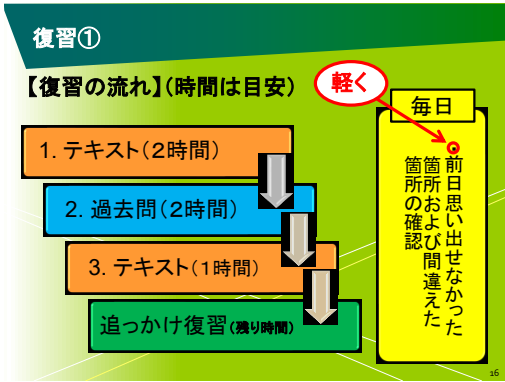 復習①
【復習の流れ】(時間は目安)
軽く
毎日
1. テキスト(2時間)
2. 過去問(2時間)
3. テキスト(1時間)
追っかけ復習(残り時間)
・前日思い出せなかった
箇所および間違えた
箇所の確認
16